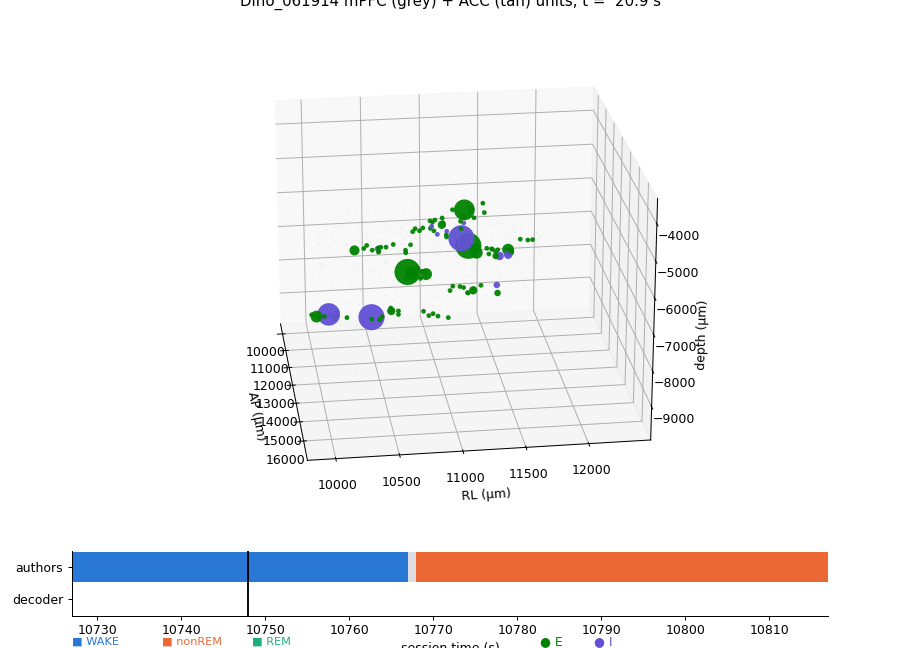 Dino_061914 mPFC (grey) + ACC (tan) units, t = 20.9 s
−4000
−5000
−6000
−7000
−8000
−9000
depth (μm)
10000
11000
12000
13000
14000
15000
16000
AP (μm)
10000
10500
11000
11500
12000
RL (μm)
authors
decoder
10730
10740
10750
10760
10770
10780
10790
10800
10810
session time (s)
WAKE
nonREM
REM
E
I